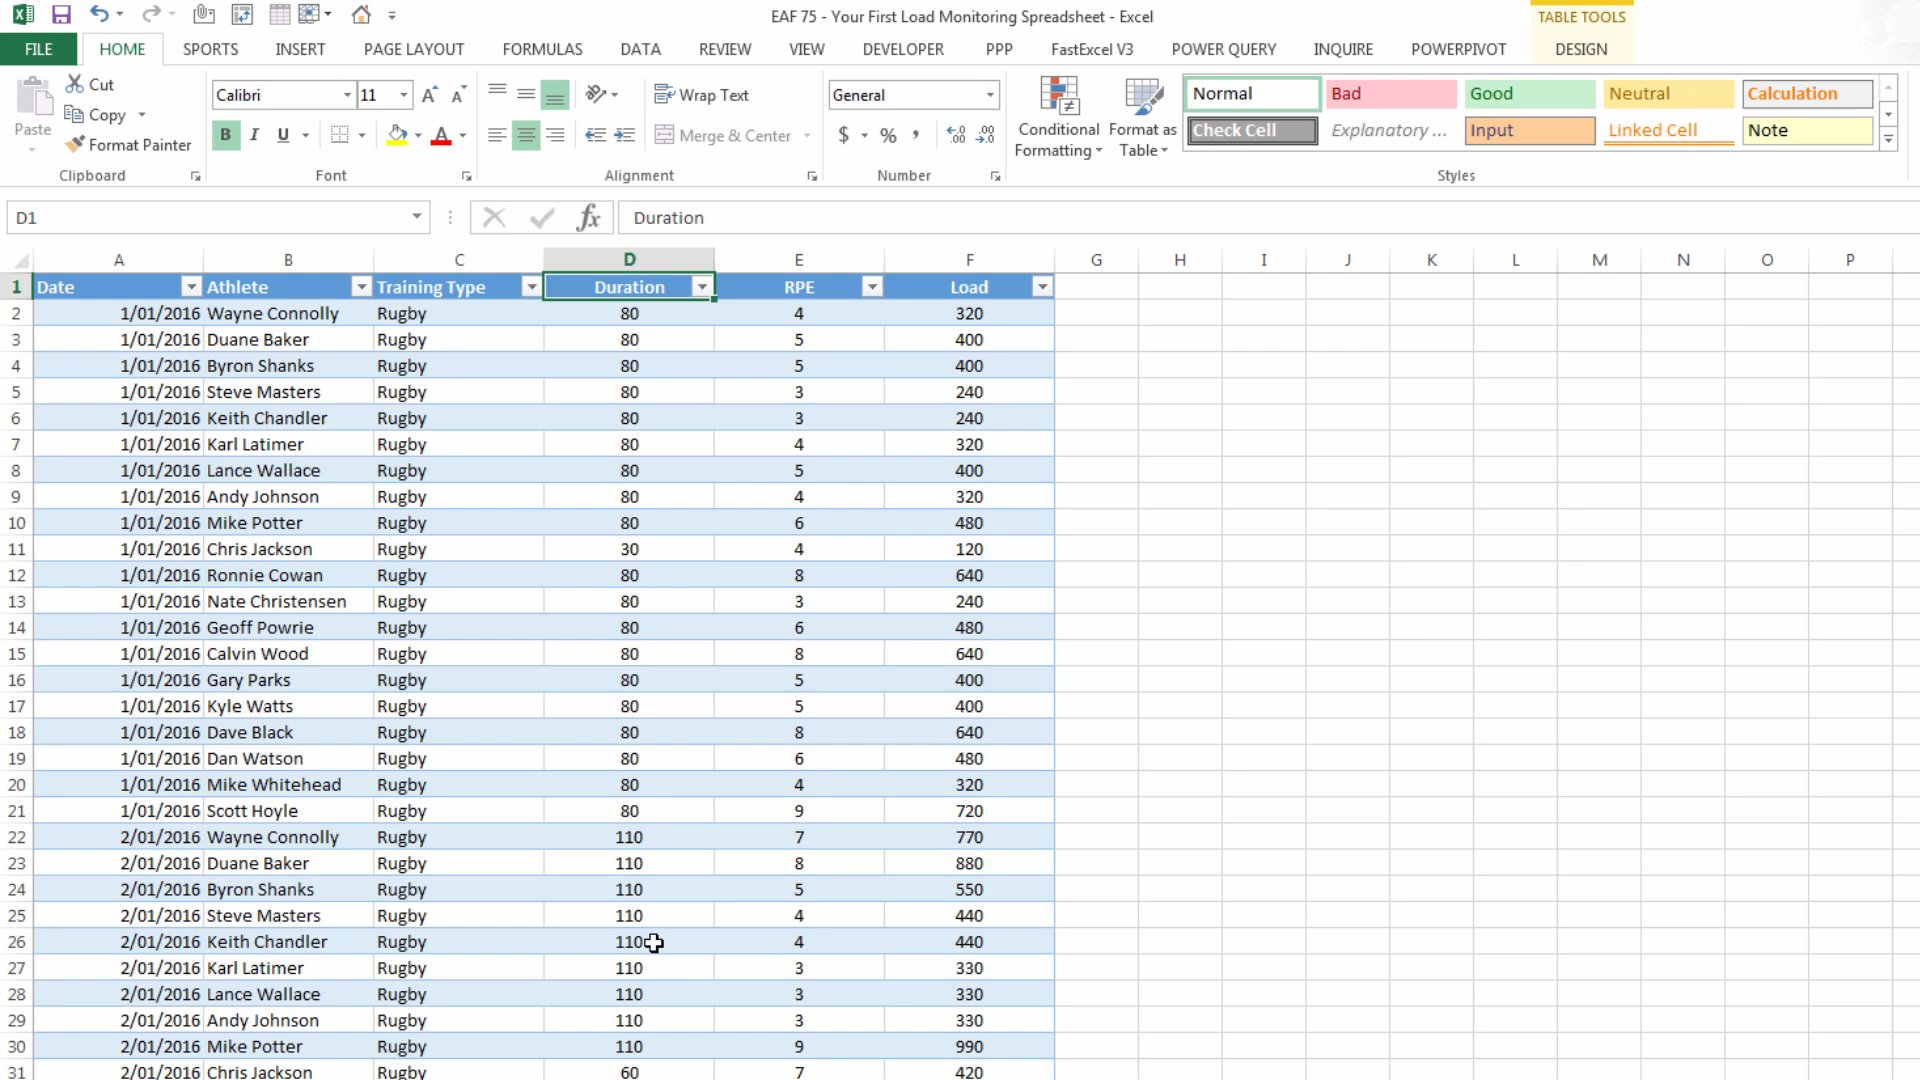 EAF 75 - Your First Load Monitoring Spreadsheet - Excel
TABLE TOOLS
FILE HOME SPORTS INSERT PAGE LAYOUT FORMULAS DATA REVIEW VIEW DEVELOPER PPP FastExcel V3 POWER QUERY INQUIRE POWERPIVOT DESIGN
Paste
Cut
Copy
Format Painter
Clipboard
Calibri 11
B I U
Font
Wrap Text
Merge & Center
Alignment
General
$ % ,
Number
Conditional Formatting
Format as Table
Normal Bad Good Neutral Calculation
Check Cell Explanatory ... Input Linked Cell Note
Styles
D1 fx Duration
A B C D E F G H I J K L M N O P
1 Date Athlete Training Type Duration RPE Load
2 1/01/2016 Wayne Connolly Rugby 80 4 320
3 1/01/2016 Duane Baker Rugby 80 5 400
4 1/01/2016 Byron Shanks Rugby 80 5 400
5 1/01/2016 Steve Masters Rugby 80 3 240
6 1/01/2016 Keith Chandler Rugby 80 3 240
7 1/01/2016 Karl Latimer Rugby 80 4 320
8 1/01/2016 Lance Wallace Rugby 80 5 400
9 1/01/2016 Andy Johnson Rugby 80 4 320
10 1/01/2016 Mike Potter Rugby 80 6 480
11 1/01/2016 Chris Jackson Rugby 30 4 120
12 1/01/2016 Ronnie Cowan Rugby 80 8 640
13 1/01/2016 Nate Christensen Rugby 80 3 240
14 1/01/2016 Geoff Powrie Rugby 80 6 480
15 1/01/2016 Calvin Wood Rugby 80 8 640
16 1/01/2016 Gary Parks Rugby 80 5 400
17 1/01/2016 Kyle Watts Rugby 80 5 400
18 1/01/2016 Dave Black Rugby 80 8 640
19 1/01/2016 Dan Watson Rugby 80 6 480
20 1/01/2016 Mike Whitehead Rugby 80 4 320
21 1/01/2016 Scott Hoyle Rugby 80 9 720
22 2/01/2016 Wayne Connolly Rugby 110 7 770
23 2/01/2016 Duane Baker Rugby 110 8 880
24 2/01/2016 Byron Shanks Rugby 110 5 550
25 2/01/2016 Steve Masters Rugby 110 4 440
26 2/01/2016 Keith Chandler Rugby 110 4 440
27 2/01/2016 Karl Latimer Rugby 110 3 330
28 2/01/2016 Lance Wallace Rugby 110 3 330
29 2/01/2016 Andy Johnson Rugby 110 3 330
30 2/01/2016 Mike Potter Rugby 110 9 990
31 2/01/2016 Chris Jackson Rugby 60 7 420